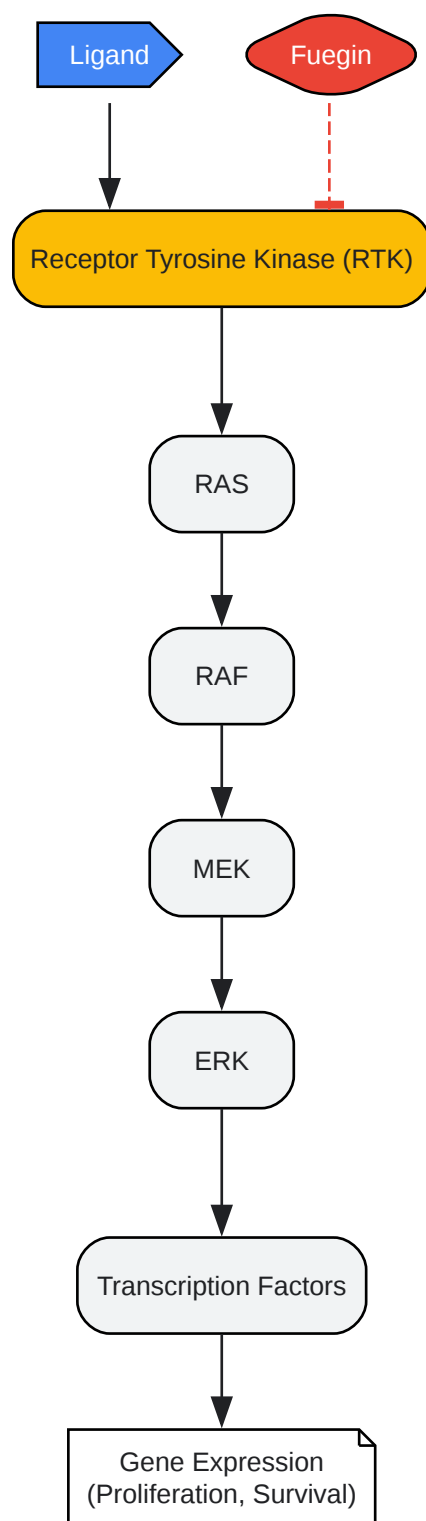 Ligand
Fuegin
Receptor Tyrosine Kinase (RTK)
RAS
RAF
MEK
ERK
Transcription Factors
Gene Expression
(Proliferation, Survival)